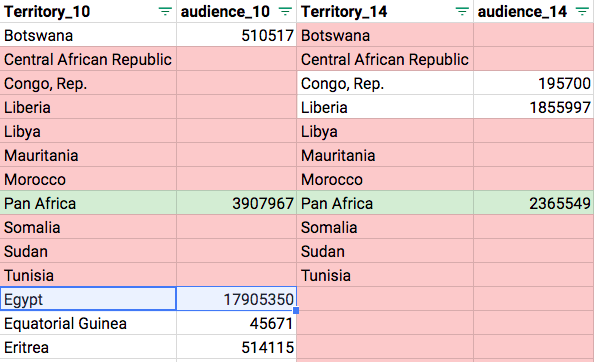 Territory_10 audience_10 Territory_14 audience_14
Botswana 510517 Botswana
Central African Republic Central African Republic
Congo, Rep. Congo, Rep. 195700
Liberia Liberia 1855997
Libya Libya
Mauritania Mauritania
Morocco Morocco
Pan Africa 3907967 Pan Africa 2365549
Somalia Somalia
Sudan Sudan
Tunisia Tunisia
Egypt 17905350
Equatorial Guinea 45671
Eritrea 514115